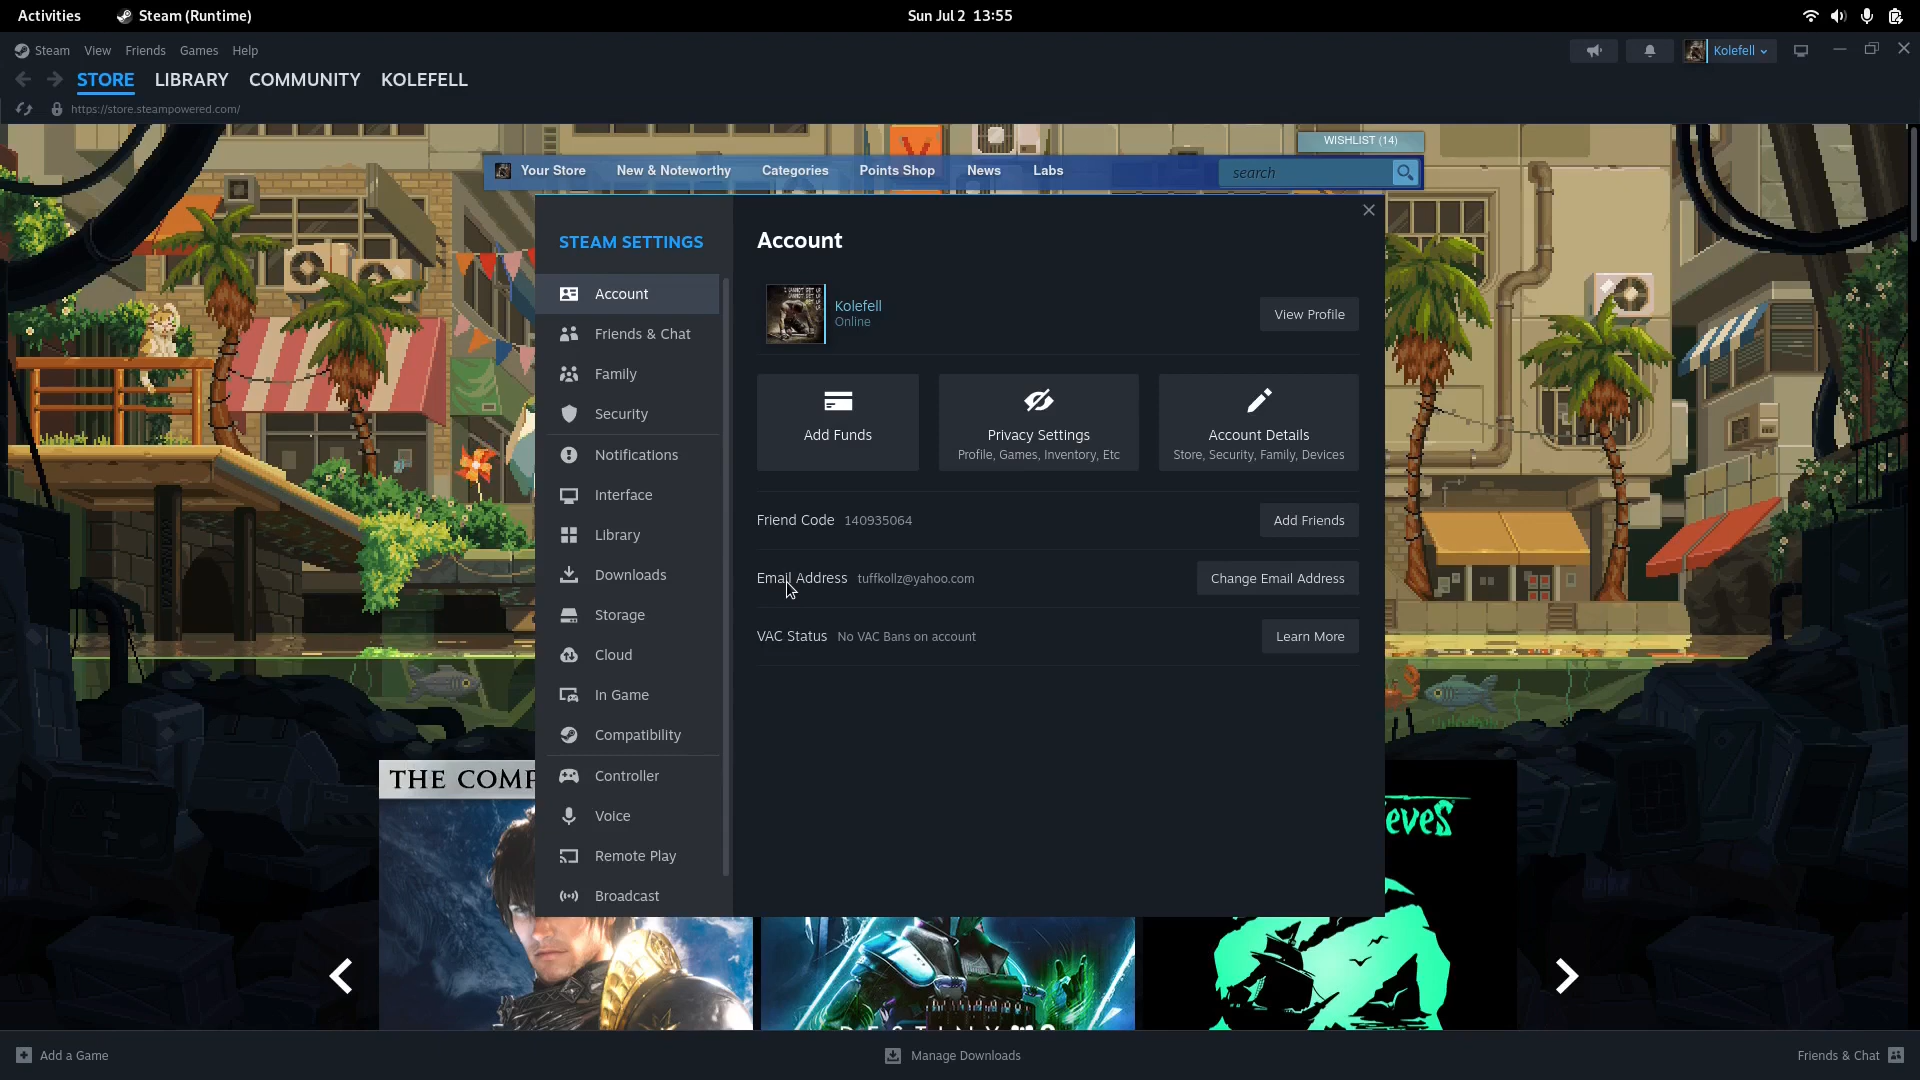 Activities
Steam (Runtime)
Sun Jul 2 13:55
Steam View Friends Games Help
Kolefell
STORE LIBRARY COMMUNITY KOLEFELL
https://store.steampowered.com/
WISHLIST (14)
Your Store New & Noteworthy Categories Points Shop News Labs
search
STEAM SETTINGS
Account
Friends & Chat
Family
Security
Notifications
Interface
Library
Downloads
Storage
Cloud
In Game
Compatibility
Controller
Voice
Remote Play
Broadcast
Account
Kolefell
Online
View Profile
Add Funds
Privacy Settings
Profile, Games, Inventory, Etc
Account Details
Store, Security, Family, Devices
Friend Code 140935064
Add Friends
Email Address tuffkollz@yahoo.com
Change Email Address
VAC Status No VAC Bans on account
Learn More
THE COMP
eves
DESTINY 2
Add a Game
Manage Downloads
Friends & Chat